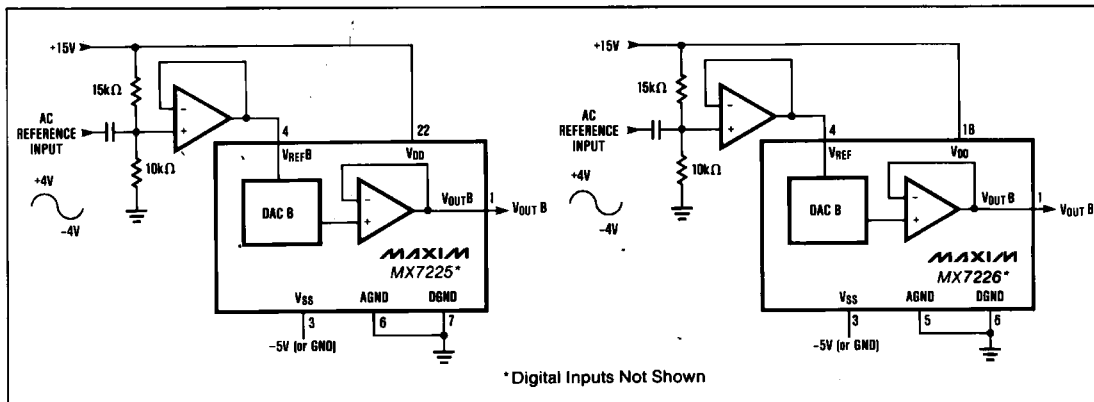 +15V
15kΩ
AC
REFERENCE
INPUT
10kΩ
+4V
−4V
−
+
4
22
VREFB
VDD
DAC B
−
+
VOUTB
1
VOUT B
MAXIM
MX7225*
VSS
AGND
DGND
3
6
7
−5V (or GND)
+15V
15kΩ
AC
REFERENCE
INPUT
10kΩ
+4V
−4V
−
+
4
18
VREF
VDD
DAC B
−
+
VOUT B
1
VOUT B
MAXIM
MX7226*
VSS
AGND
DGND
3
5
6
−5V (or GND)
*Digital Inputs Not Shown